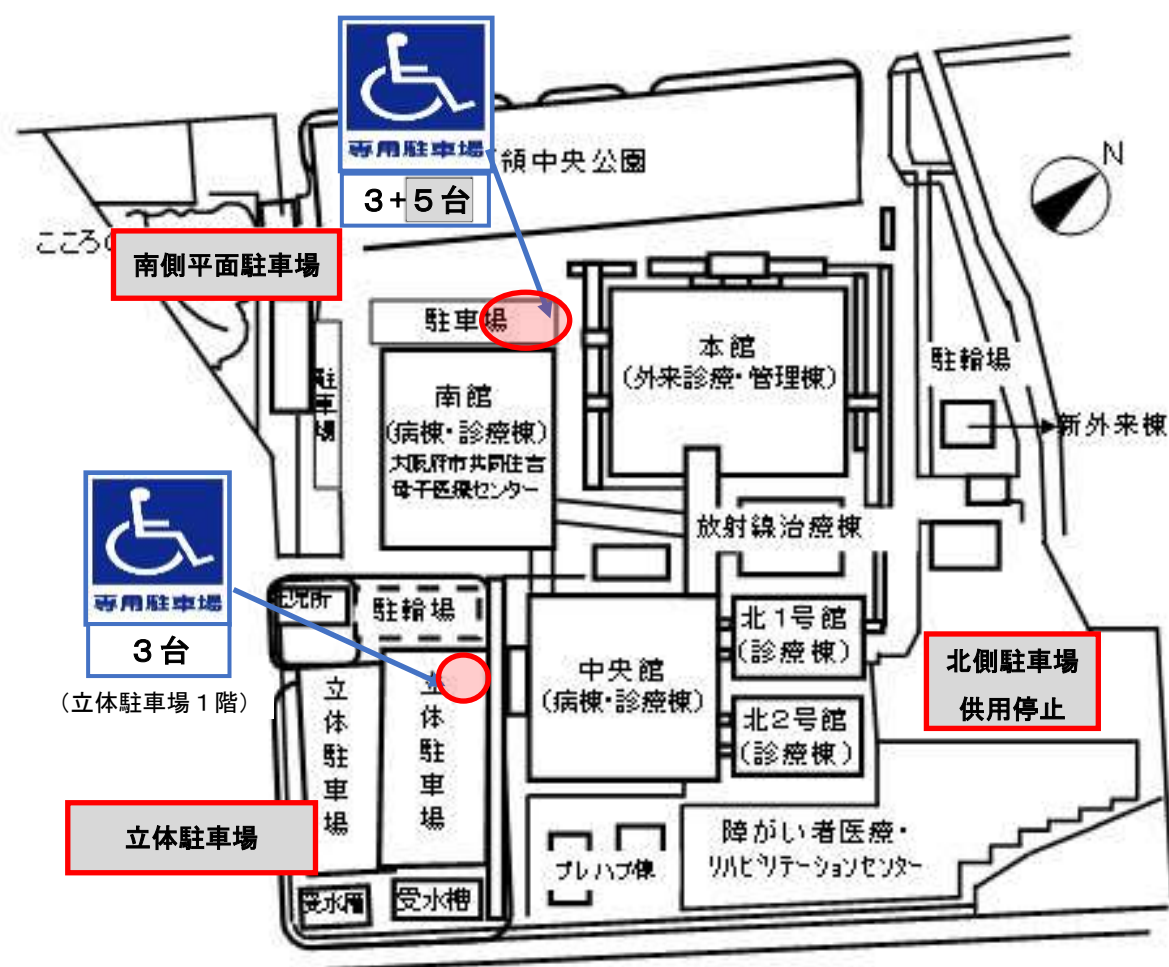 専用駐車場
3+5台
領中央公園
N
こころ
南側平面駐車場
駐車場
本館
(外来診療・管理棟)
駐輪場
新外来棟
駐車場
南館
(病棟・診療棟)
大阪府市共同住吉
母子医療センター
専用駐車場
3台
(立体駐車場1階)
放射線治療棟
駐輪場
北1号館
(診療棟)
中央館
(病棟・診療棟)
北2号館
(診療棟)
北側駐車場
供用停止
立体駐車場
立体駐車場
立体駐車場
プレハブ棟
障がい者医療・
リハビリテーションセンター
受水槽
受水槽